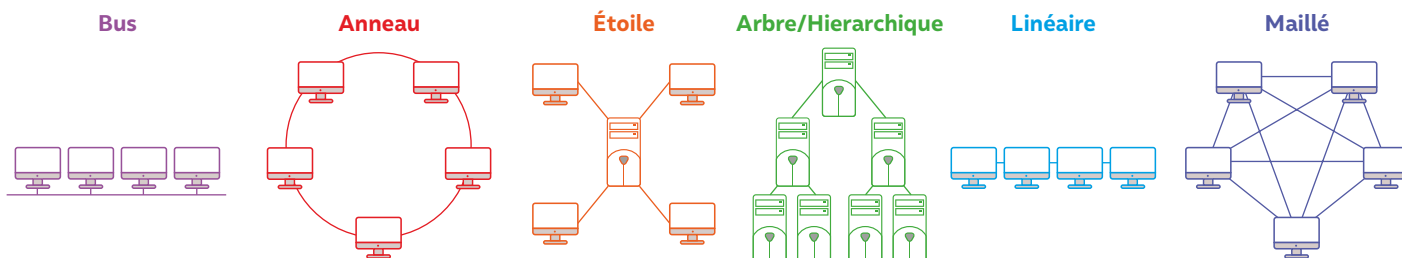 Bus
Anneau
Étoile
Arbre/Hierarchique
Linéaire
Maillé